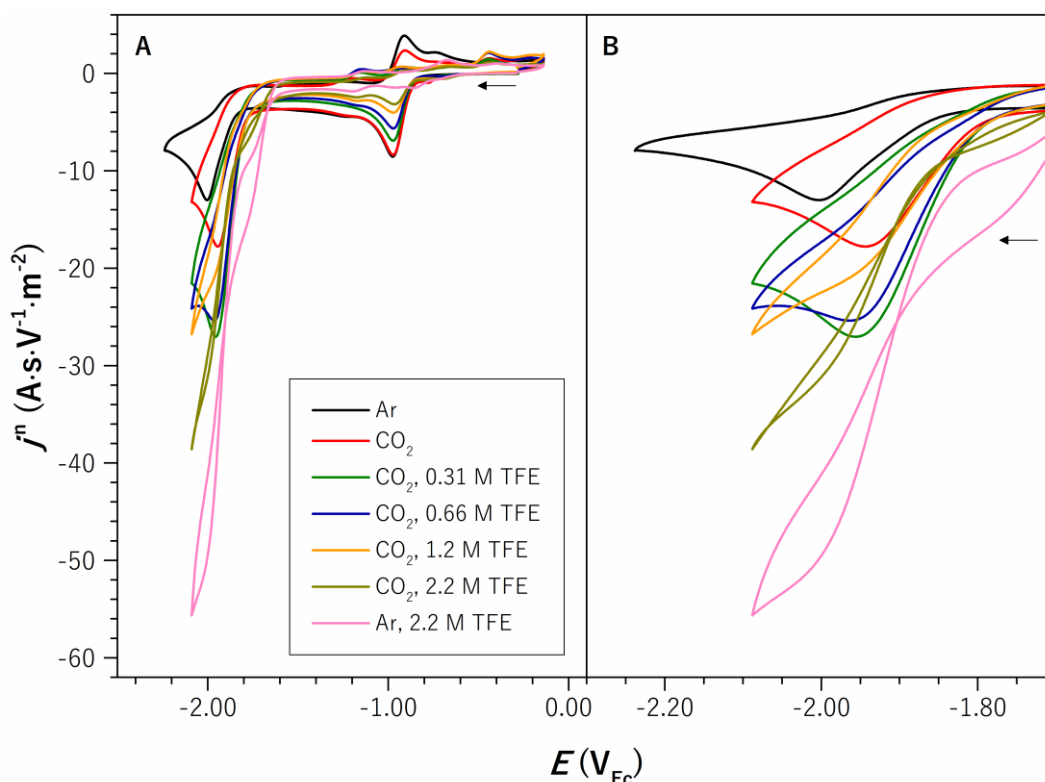 A
B
0
-10
-20
-30
-40
-50
-60
jⁿ (A·s·V⁻¹·m⁻²)
Ar
CO₂
CO₂, 0.31 M TFE
CO₂, 0.66 M TFE
CO₂, 1.2 M TFE
CO₂, 2.2 M TFE
Ar, 2.2 M TFE
-2.00 -1.00 0.00 -2.20 -2.00 -1.80
E (V_Fc)